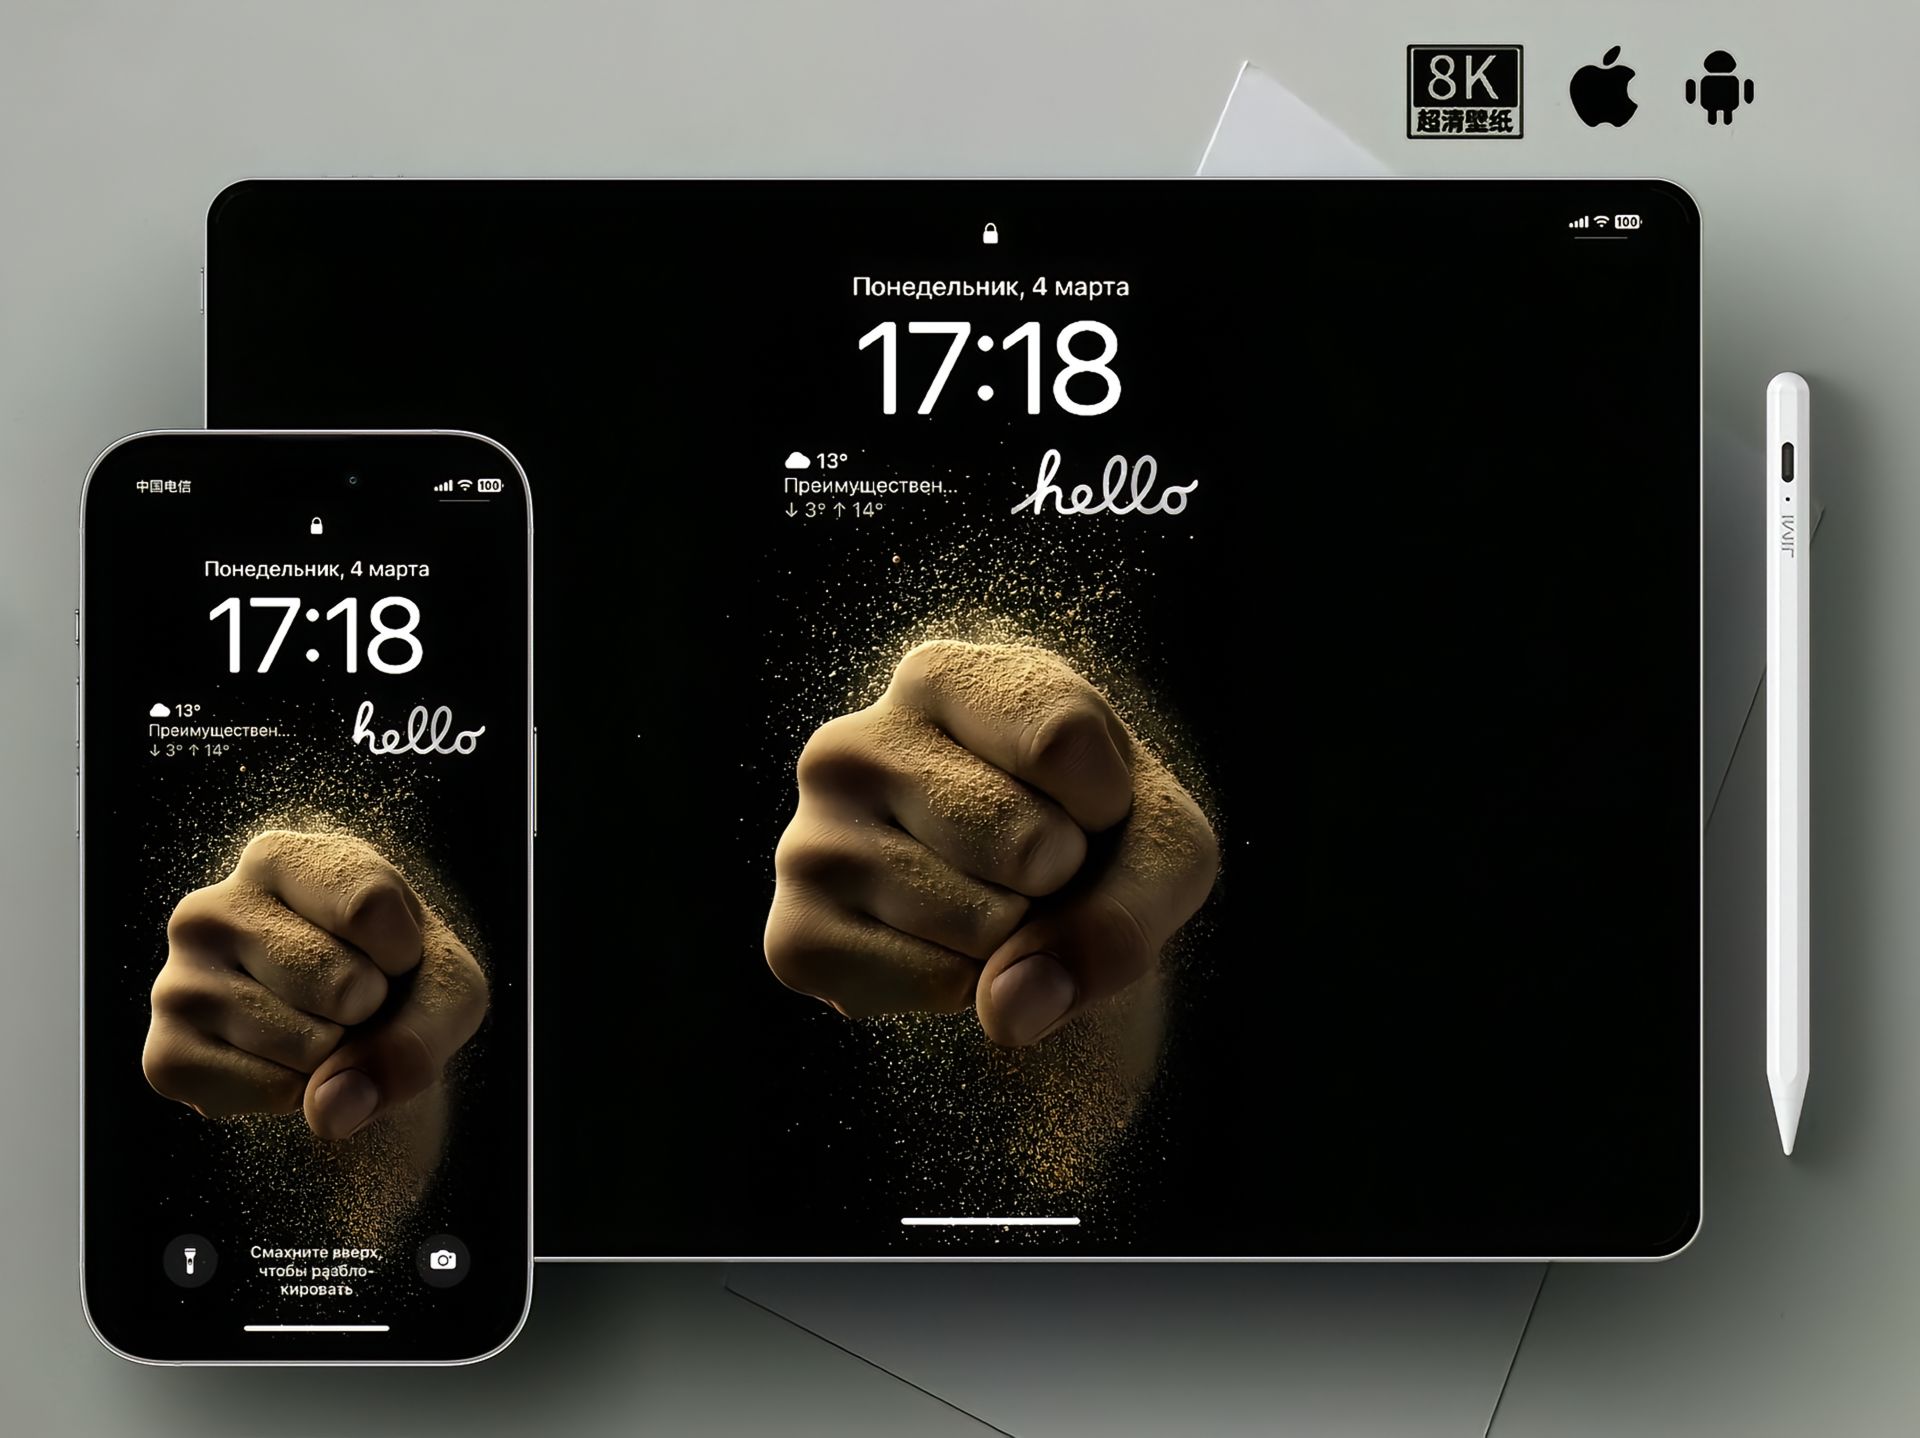 8K
超清壁纸
100
Понедельник, 4 марта
17:18
13°
Преимуществен...
↓ 3° ↑ 14°
hello
中国电信
100
Понедельник, 4 марта
17:18
13°
Преимуществен...
↓ 3° ↑ 14°
hello
Смахните вверх,
чтобы разбло-
кировать